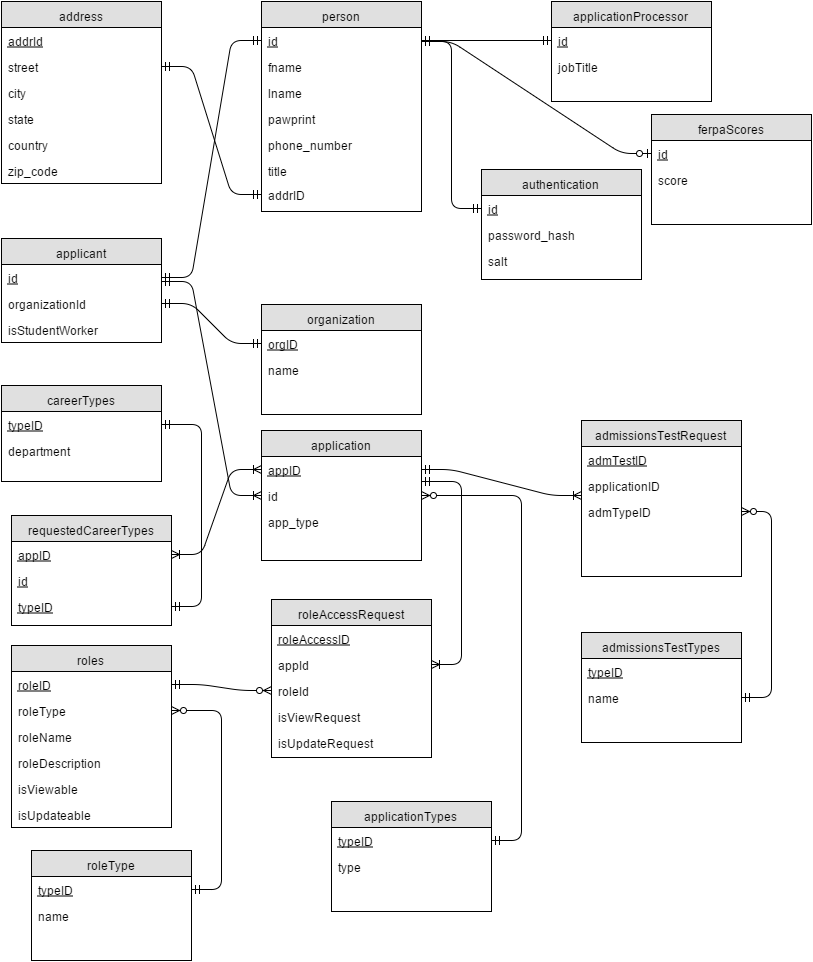 address
addrId
street
city
state
country
zip_code
person
id
fname
lname
pawprint
phone_number
title
addrID
applicationProcessor
id
jobTitle
ferpaScores
id
score
authentication
id
password_hash
salt
applicant
id
organizationId
isStudentWorker
organization
orgID
name
careerTypes
typeID
department
application
appID
id
app_type
admissionsTestRequest
admTestID
applicationID
admTypeID
requestedCareerTypes
appID
id
typeID
roleAccessRequest
roleAccessID
appId
roleId
isViewRequest
isUpdateRequest
admissionsTestTypes
typeID
name
roles
roleID
roleType
roleName
roleDescription
isViewable
isUpdateable
applicationTypes
typeID
type
roleType
typeID
name